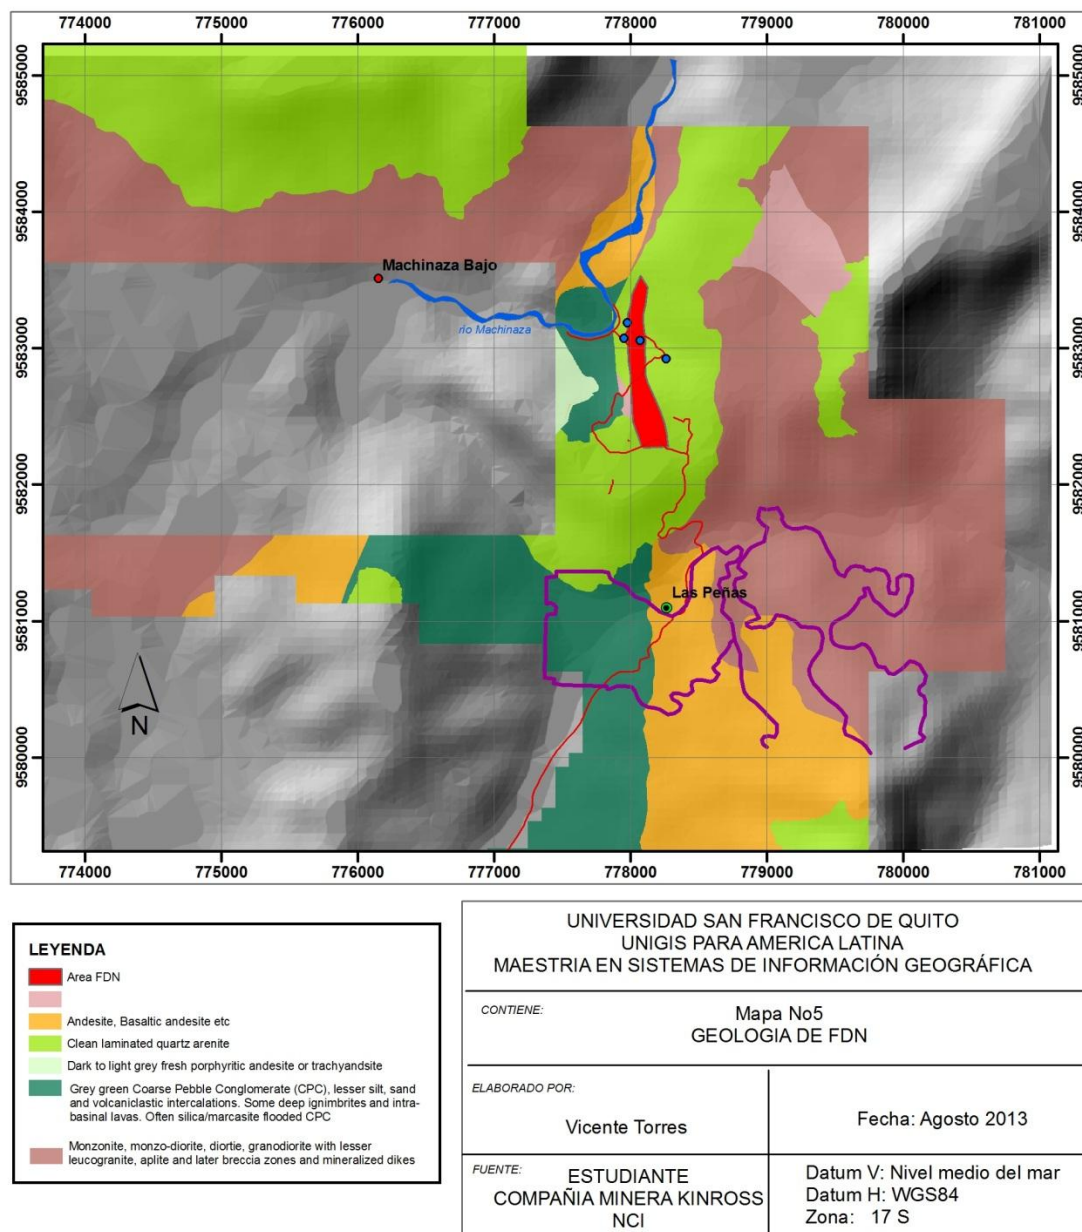 774000 775000 776000 777000 778000 779000 780000 781000
9585000 9585000
9584000 9584000
Machinaza Bajo
río Machinaza
9583000 9583000
9582000 9582000
Las Peñas
9581000 9581000
N
9580000 9580000
774000 775000 776000 777000 778000 779000 780000 781000
LEYENDA
Area FDN
Andesite, Basaltic andesite etc
Clean laminated quartz arenite
Dark to light grey fresh porphyritic andesite or trachyandsite
Grey green Coarse Pebble Conglomerate (CPC), lesser silt, sand
and volcaniclastic intercalations. Some deep ignimbrites and intra-
basinal lavas. Often silica/marcasite flooded CPC
Monzonite, monzo-diorite, diortie, granodiorite with lesser
leucogranite, aplite and later breccia zones and mineralized dikes
UNIVERSIDAD SAN FRANCISCO DE QUITO
UNIGIS PARA AMERICA LATINA
MAESTRIA EN SISTEMAS DE INFORMACIÓN GEOGRÁFICA
CONTIENE:
Mapa No5
GEOLOGIA DE FDN
ELABORADO POR:
Vicente Torres
Fecha: Agosto 2013
FUENTE:
ESTUDIANTE
COMPAÑIA MINERA KINROSS
NCI
Datum V: Nivel medio del mar
Datum H: WGS84
Zona: 17 S